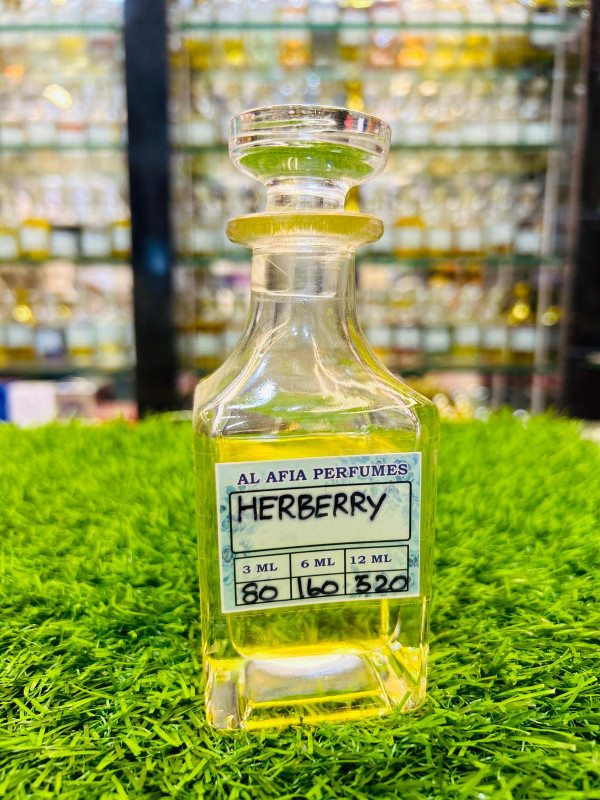 AL AFIA PERFUMES
HERBERRY
3 ML 6 ML 12 ML
80 160 320